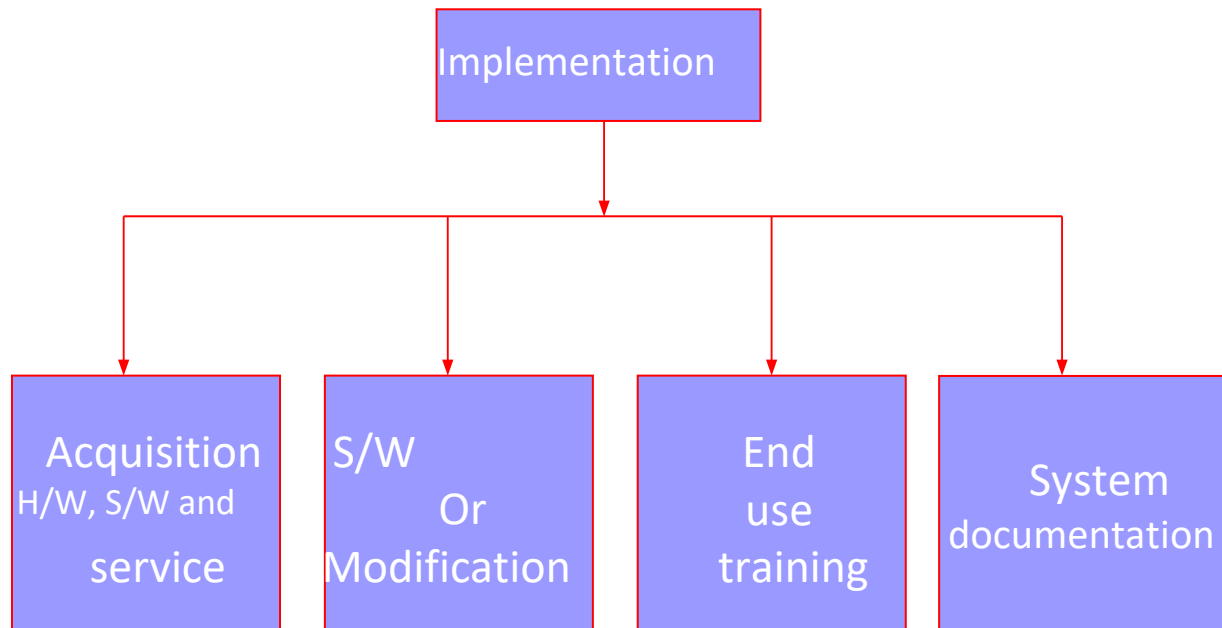 Implementation
Acquisition
H/W, S/W and
service
S/W
Or
Modification
End
use
training
System
documentation